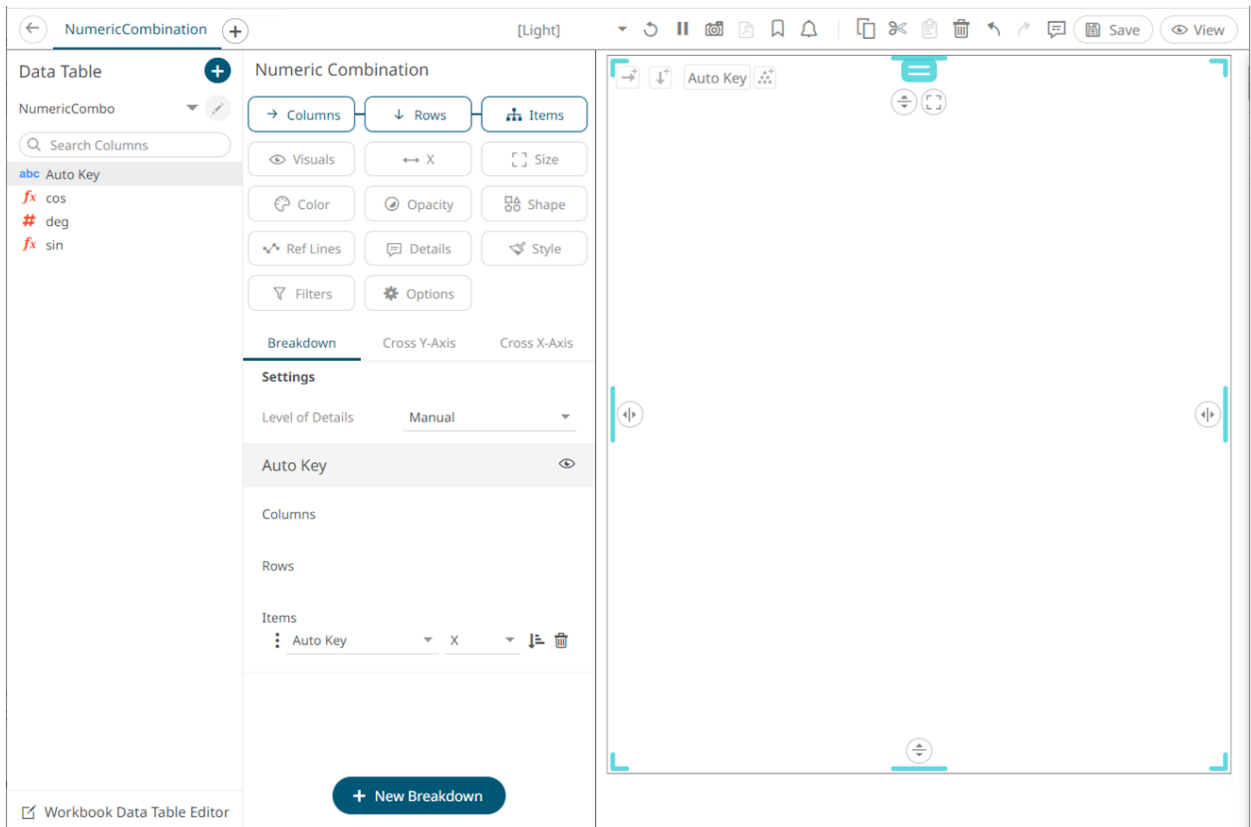 NumericCombination
[Light]
Save
View
Data Table
NumericCombo
Search Columns
abc Auto Key
fx cos
# deg
fx sin
Workbook Data Table Editor
Numeric Combination
Columns
Rows
Items
Visuals
X
Size
Color
Opacity
Shape
Ref Lines
Details
Style
Filters
Options
Breakdown
Cross Y-Axis
Cross X-Axis
Settings
Level of Details
Manual
Auto Key
Columns
Rows
Items
Auto Key
X
New Breakdown
Auto Key